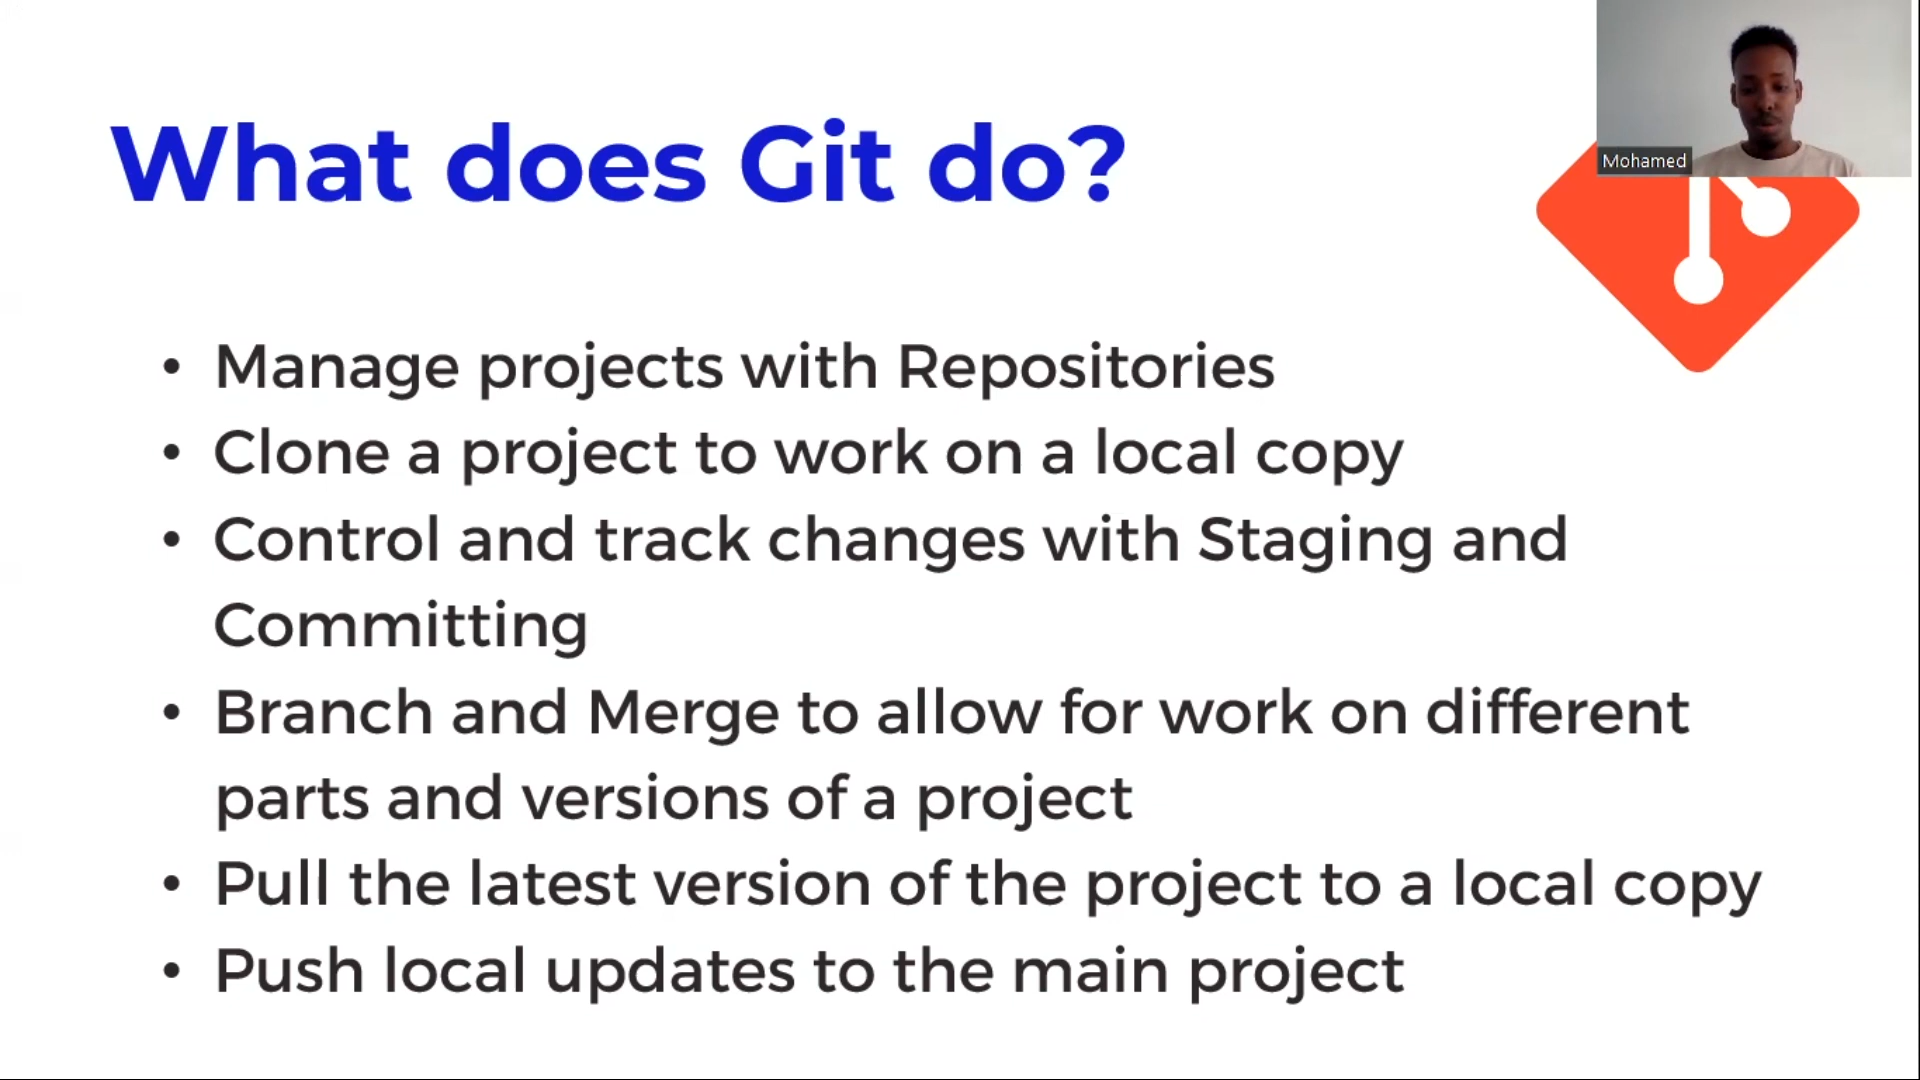 What does Git do?
Mohamed
• Manage projects with Repositories
• Clone a project to work on a local copy
• Control and track changes with Staging and
Committing
• Branch and Merge to allow for work on different
parts and versions of a project
• Pull the latest version of the project to a local copy
• Push local updates to the main project